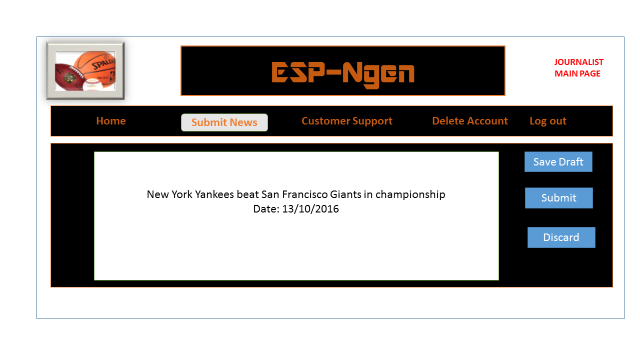 SPALDING
ESP-Ngen
JOURNALIST
MAIN PAGE
Home
Submit News
Customer Support
Delete Account
Log out
New York Yankees beat San Francisco Giants in championship
Date: 13/10/2016
Save Draft
Submit
Discard